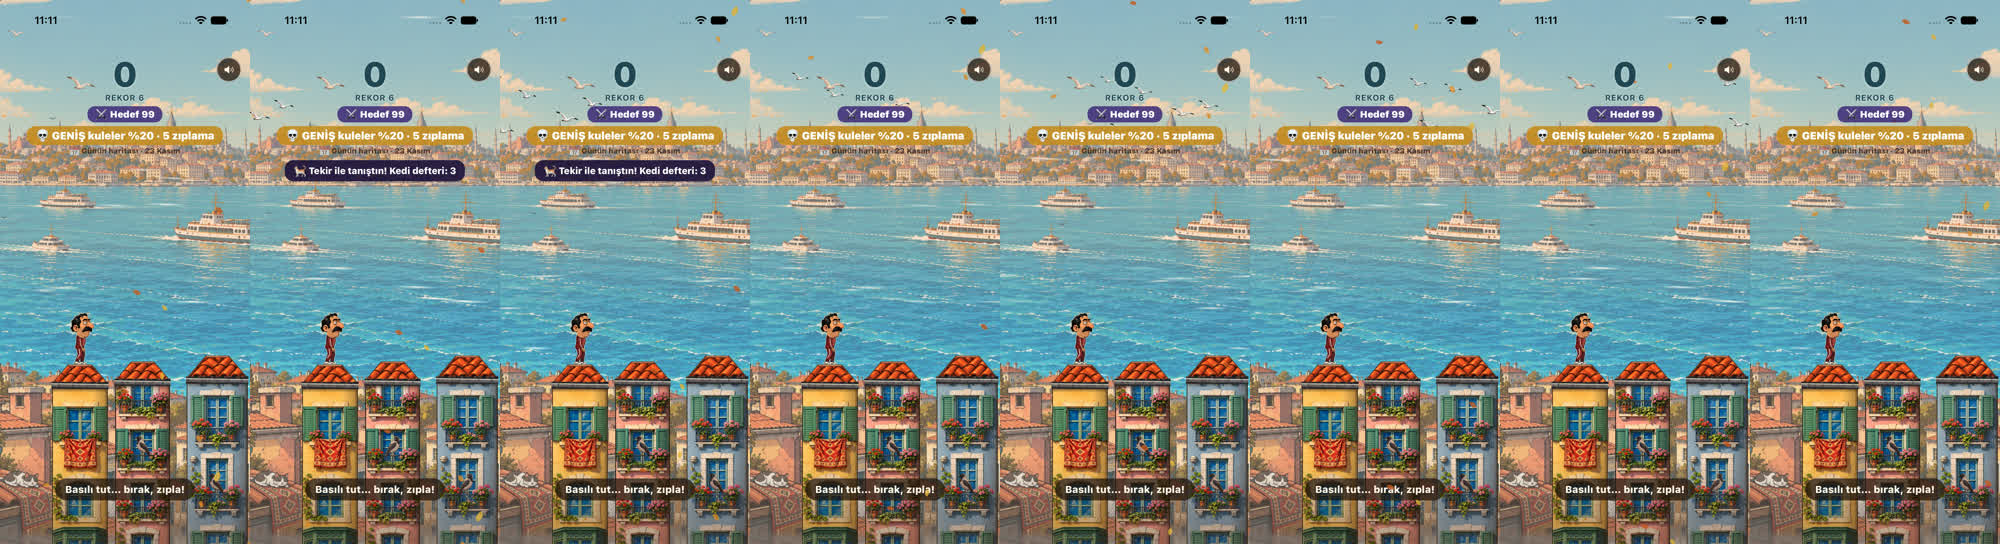 11:11
0
REKOR 6
⚔ Hedef 99
💀 GENİŞ kuleler %20 · 5 zıplama
Günün haritası · 23 Kasım
Basılı tut... bırak, zıpla!
11:11
0
REKOR 6
⚔ Hedef 99
💀 GENİŞ kuleler %20 · 5 zıplama
Günün haritası · 23 Kasım
🐈 Tekir ile tanıştın! Kedi defteri: 3
Basılı tut... bırak, zıpla!
11:11
0
REKOR 6
⚔ Hedef 99
💀 GENİŞ kuleler %20 · 5 zıplama
Günün haritası · 23 Kasım
🐈 Tekir ile tanıştın! Kedi defteri: 3
Basılı tut... bırak, zıpla!
11:11
0
REKOR 6
⚔ Hedef 99
💀 GENİŞ kuleler %20 · 5 zıplama
Günün haritası · 23 Kasım
Basılı tut... bırak, zıpla!
11:11
0
REKOR 6
⚔ Hedef 99
💀 GENİŞ kuleler %20 · 5 zıplama
Günün haritası · 23 Kasım
Basılı tut... bırak, zıpla!
11:11
0
REKOR 6
⚔ Hedef 99
💀 GENİŞ kuleler %20 · 5 zıplama
Günün haritası · 23 Kasım
Basılı tut... bırak, zıpla!
11:11
0
REKOR 6
⚔ Hedef 99
💀 GENİŞ kuleler %20 · 5 zıplama
Günün haritası · 23 Kasım
Basılı tut... bırak, zıpla!
11:11
0
REKOR 6
⚔ Hedef 99
💀 GENİŞ kuleler %20 · 5 zıplama
Günün haritası · 23 Kasım
Basılı tut... bırak, zıpla!